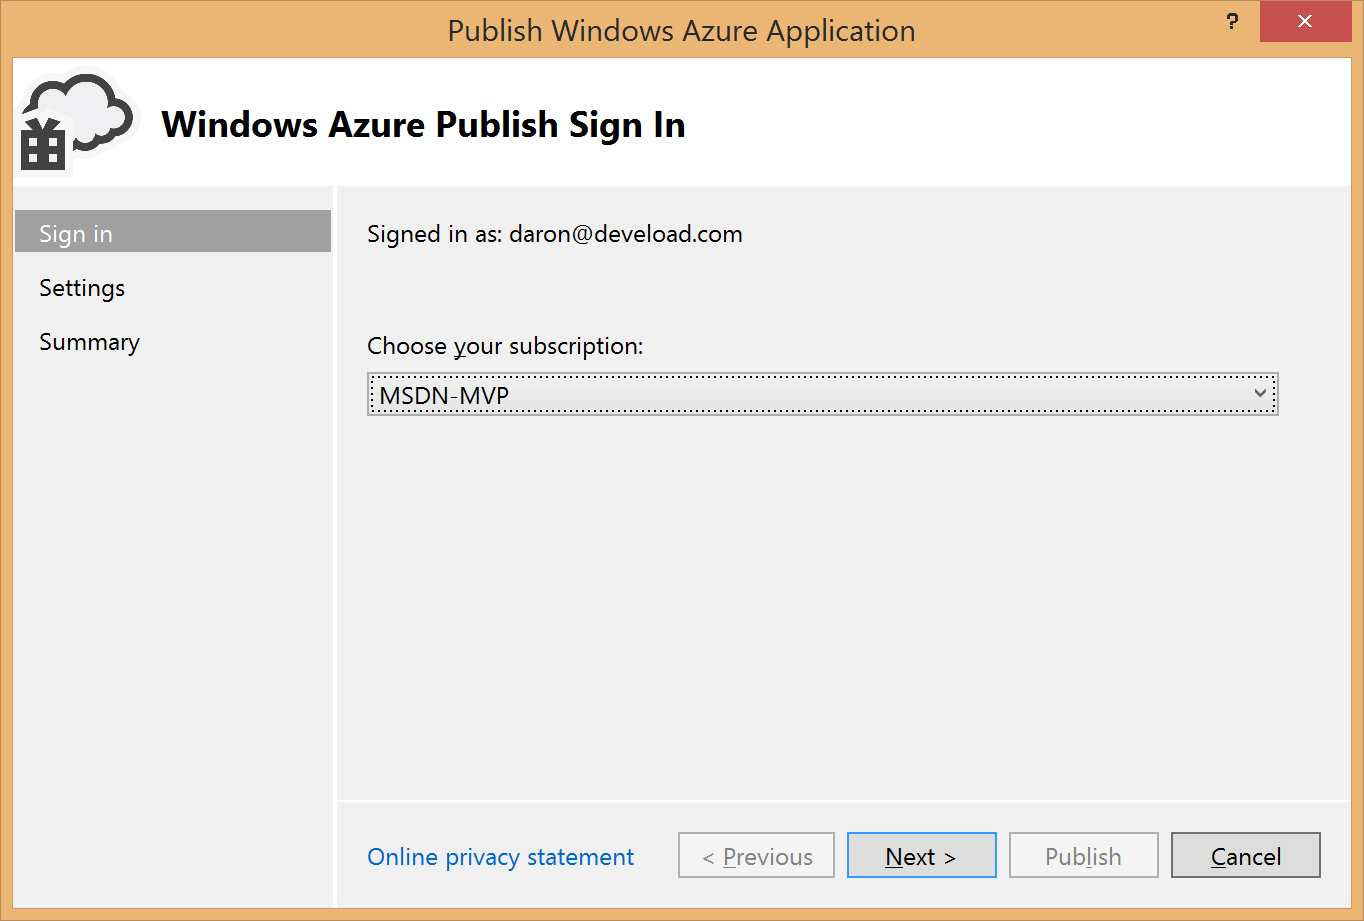 Publish Windows Azure Application
?
Windows Azure Publish Sign In
Sign in
Settings
Summary
Signed in as: daron@deveload.com
Choose your subscription:
MSDN-MVP
Online privacy statement
< Previous
Next >
Publish
Cancel